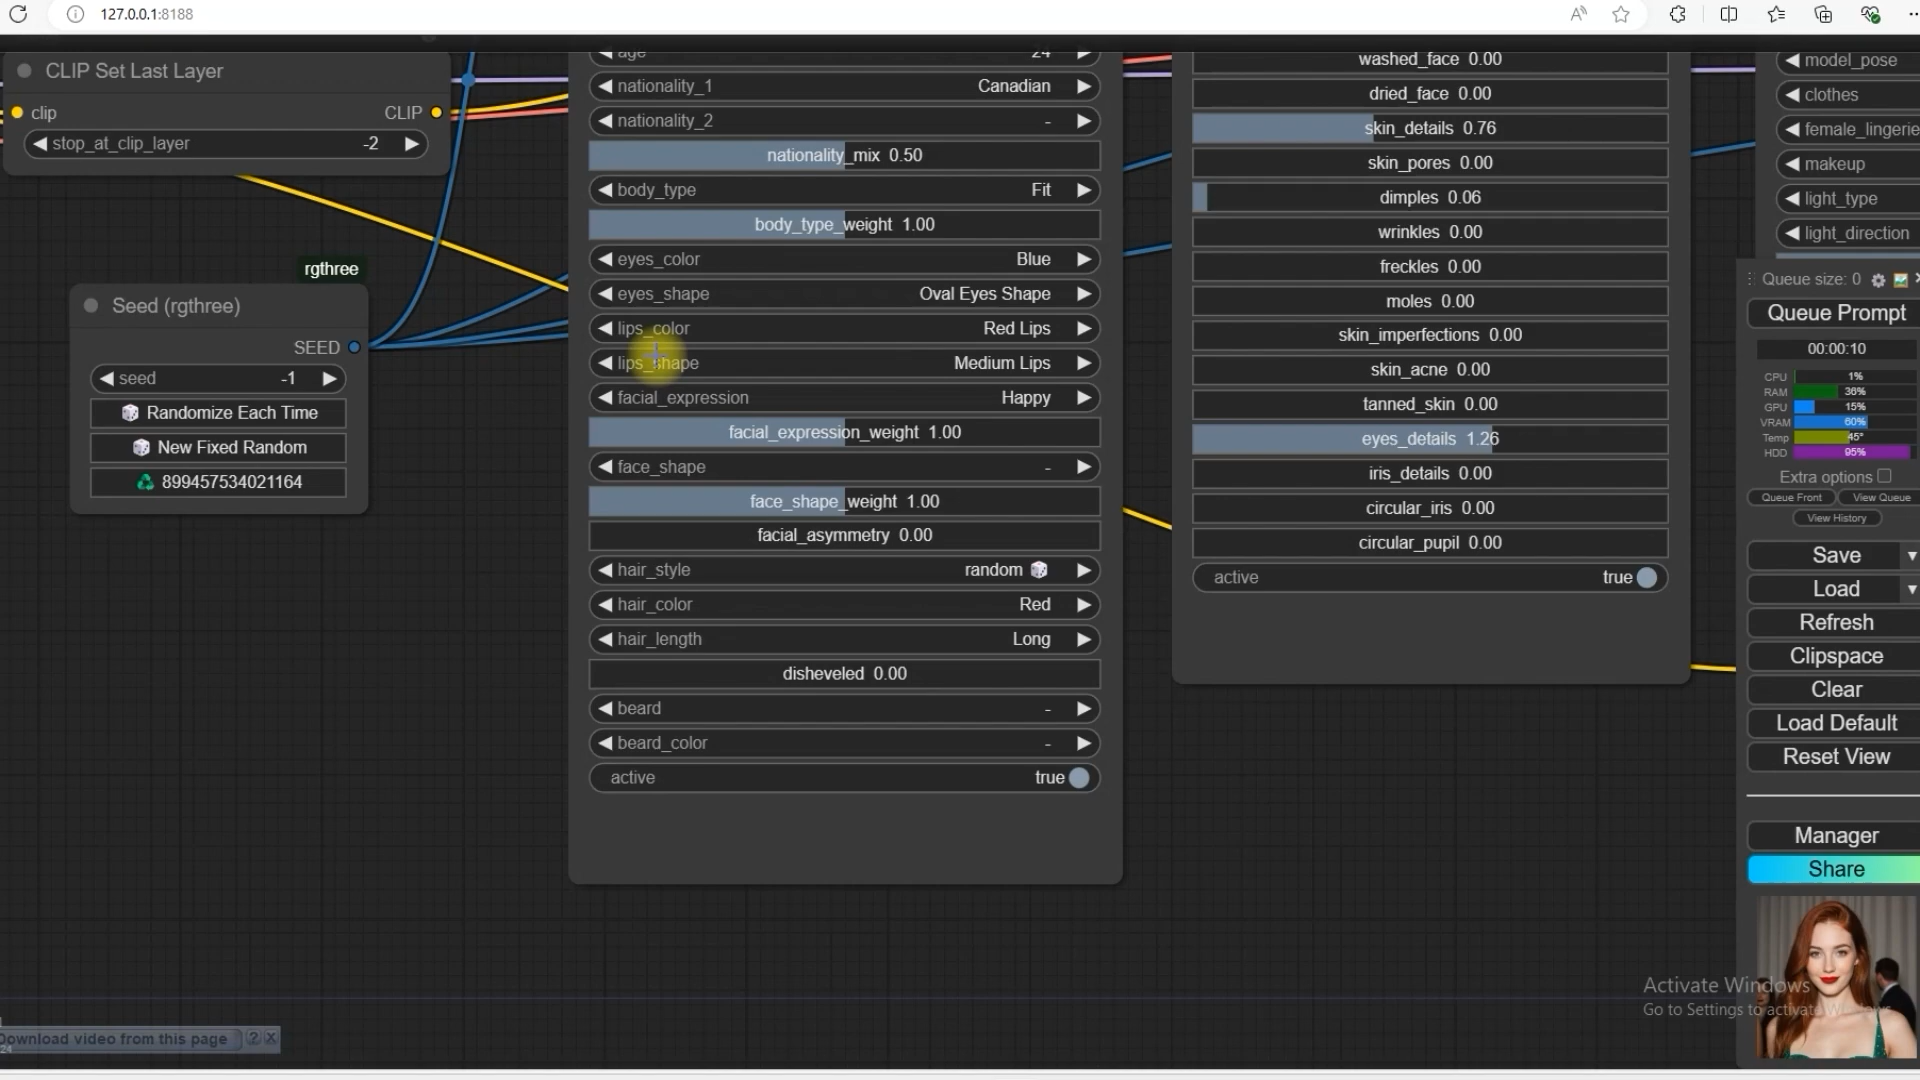 127.0.0.1:8188
CLIP Set Last Layer
clip
CLIP
stop_at_clip_layer
-2
rgthree
Seed (rgthree)
SEED
seed
-1
Randomize Each Time
New Fixed Random
899457534021164
age
24
nationality_1
Canadian
nationality_2
-
nationality_mix 0.50
body_type
Fit
body_type_weight 1.00
eyes_color
Blue
eyes_shape
Oval Eyes Shape
lips_color
Red Lips
lips_shape
Medium Lips
facial_expression
Happy
facial_expression_weight 1.00
face_shape
-
face_shape_weight 1.00
facial_asymmetry 0.00
hair_style
random
hair_color
Red
hair_length
Long
disheveled 0.00
beard
-
beard_color
-
active
true
washed_face 0.00
dried_face 0.00
skin_details 0.76
skin_pores 0.00
dimples 0.06
wrinkles 0.00
freckles 0.00
moles 0.00
skin_imperfections 0.00
skin_acne 0.00
tanned_skin 0.00
eyes_details 1.26
iris_details 0.00
circular_iris 0.00
circular_pupil 0.00
active
true
model_pose
clothes
female_lingerie
makeup
light_type
light_direction
Queue size: 0
Queue Prompt
00:00:10
CPU
1%
RAM
36%
GPU
15%
VRAM
60%
Temp
45°
HDD
95%
Extra options
Queue Front
View Queue
View History
Save
Load
Refresh
Clipspace
Clear
Load Default
Reset View
Manager
Share
Activate Windows
Go to Settings to activate Windows.
Download video from this page
?
X